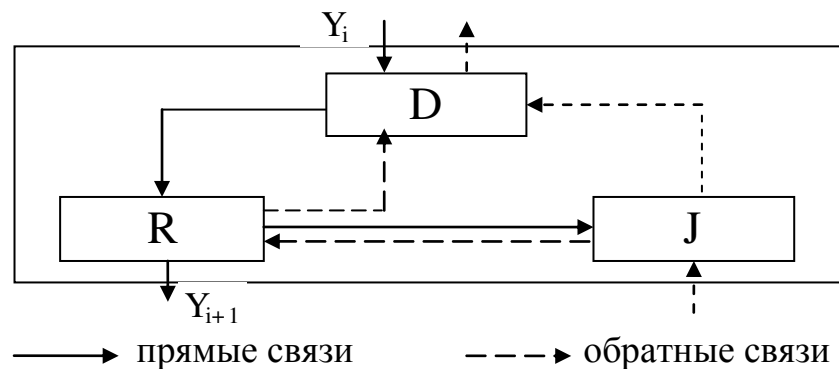 Yi
D
R
J
Yi+1
прямые связи
обратные связи